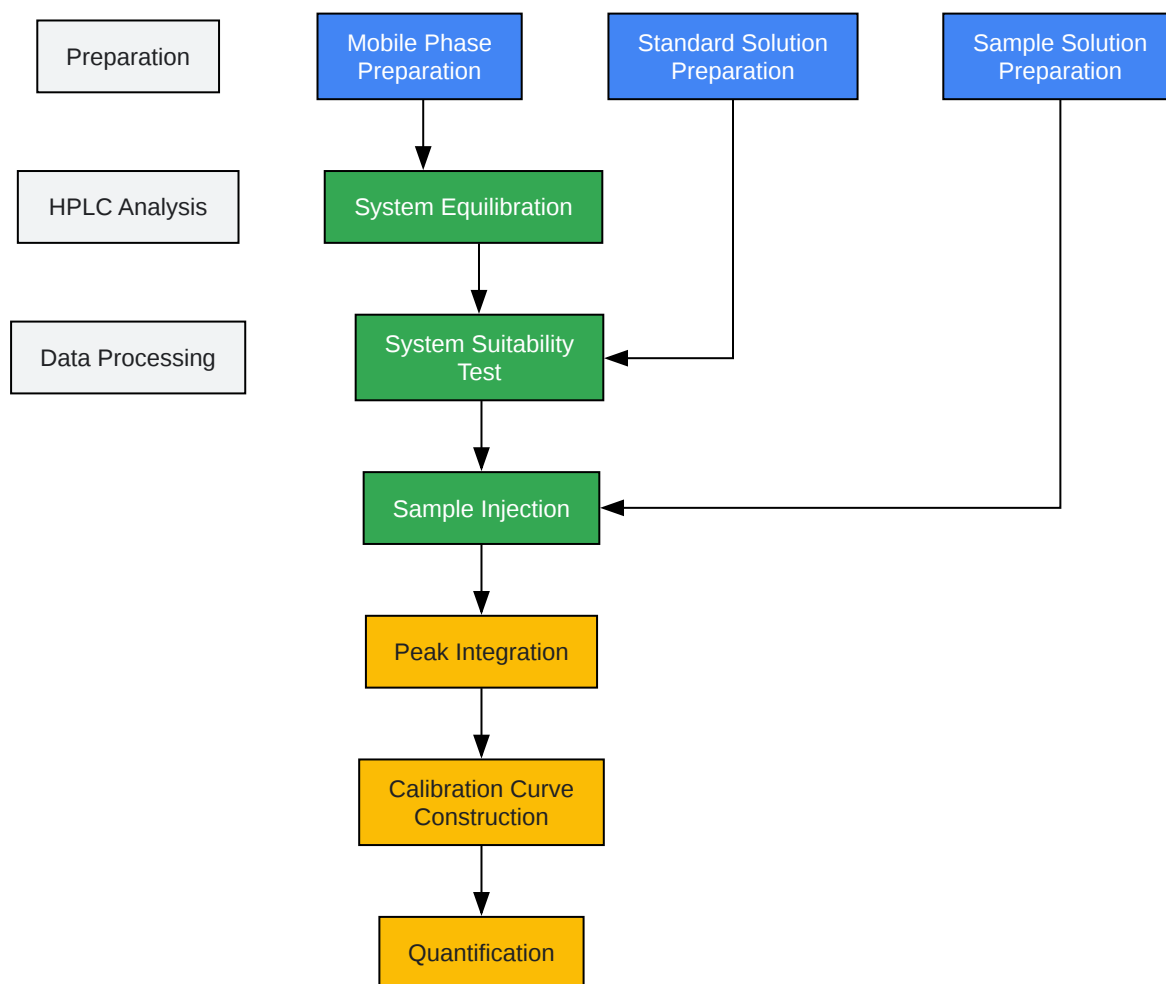 Preparation
Mobile Phase
Preparation
Standard Solution
Preparation
Sample Solution
Preparation
HPLC Analysis
System Equilibration
Data Processing
System Suitability
Test
Sample Injection
Peak Integration
Calibration Curve
Construction
Quantification